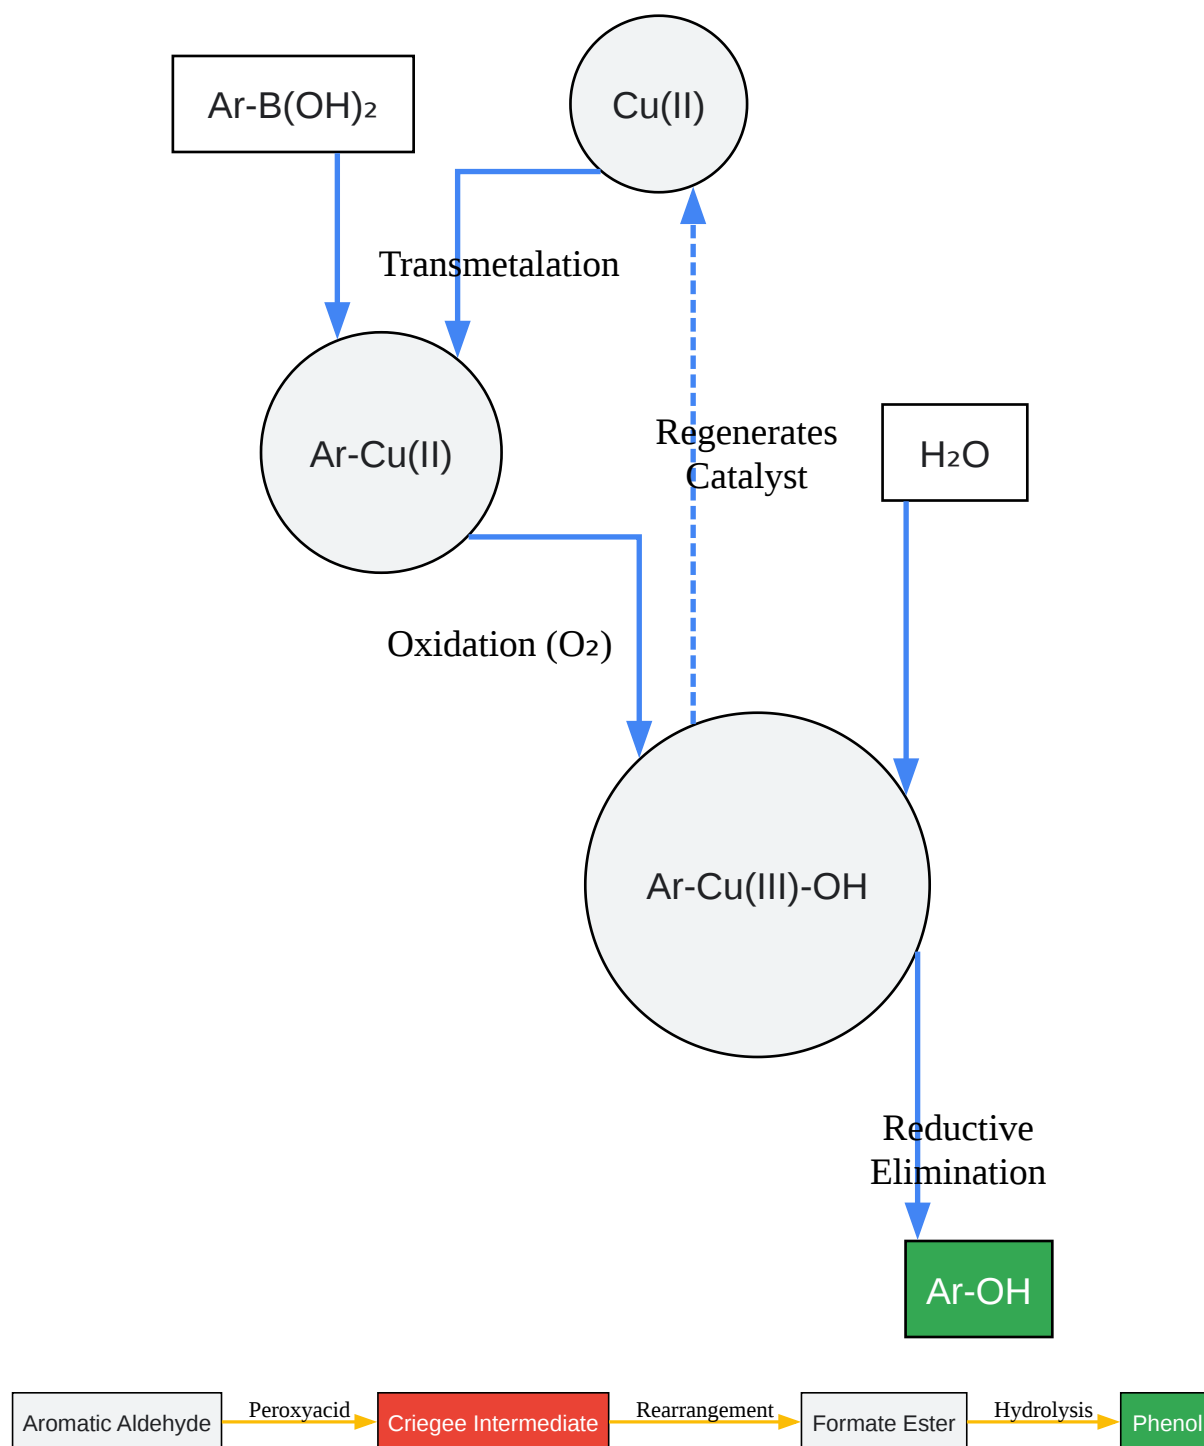 Ar-B(OH)₂
Cu(II)
Transmetalation
Ar-Cu(II)
Regenerates
Catalyst
H₂O
Oxidation (O₂)
Ar-Cu(III)-OH
Reductive
Elimination
Ar-OH
Aromatic Aldehyde
Peroxyacid
Criegee Intermediate
Rearrangement
Formate Ester
Hydrolysis
Phenol